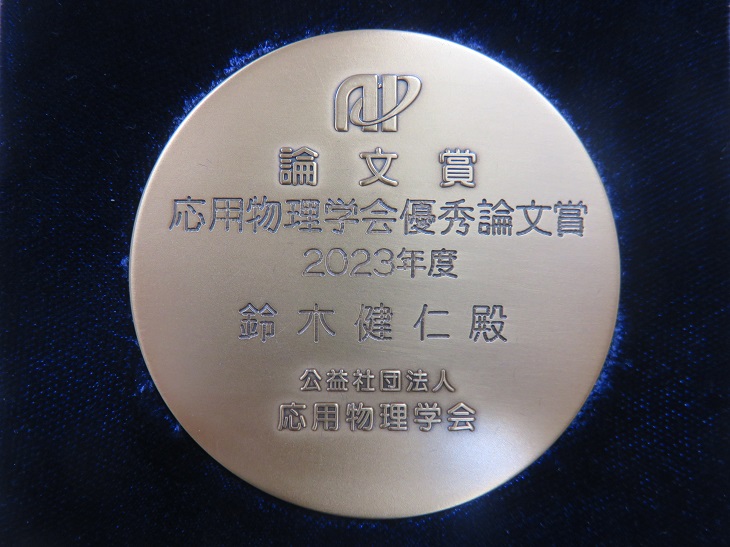 論文賞
応用物理学会優秀論文賞
2023年度
鈴木健仁殿
公益社団法人
応用物理学会